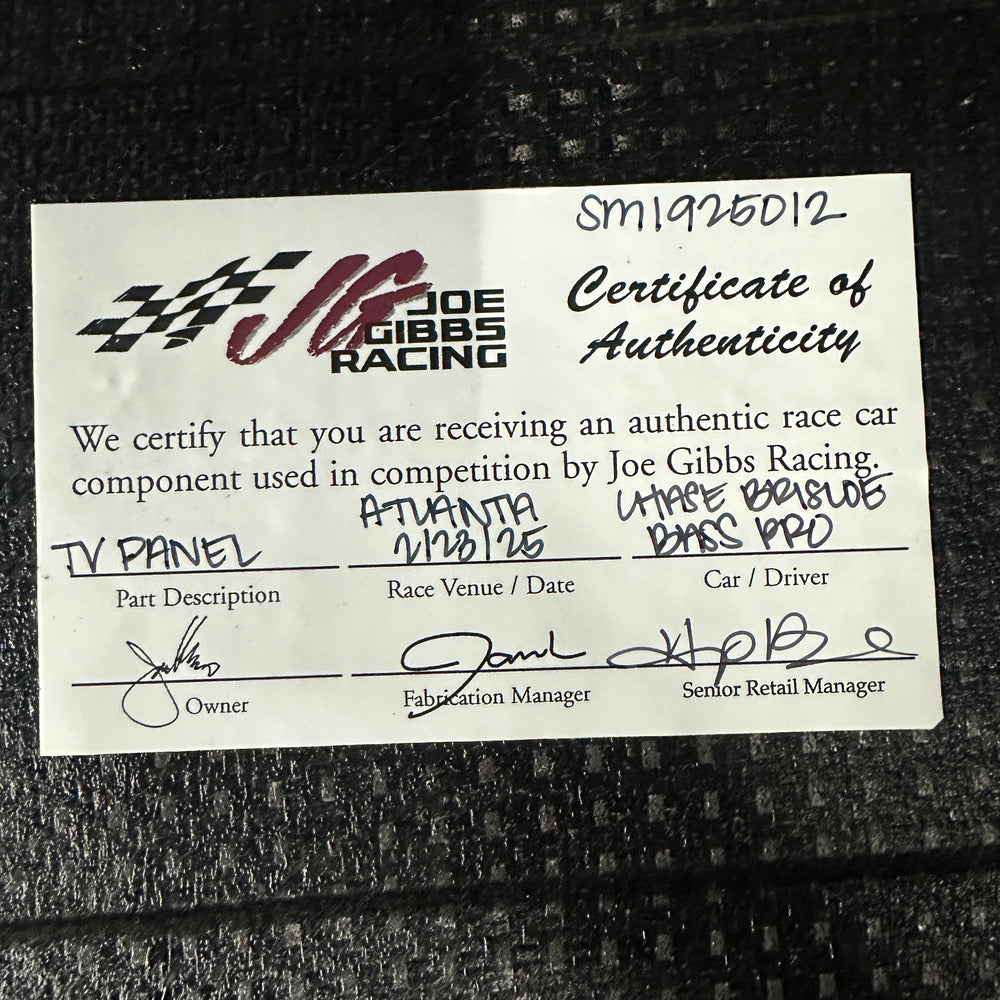 SM1925D12
JG JOE
GIBBS
RACING
Certificate of
Authenticity
We certify that you are receiving an authentic race car
component used in competition by Joe Gibbs Racing.
TV PANEL
ATLANTA
2/23/25
CHASE BRISCOE
BASS PRO
Part Description
Race Venue / Date
Car / Driver
Owner
Fabrication Manager
Senior Retail Manager